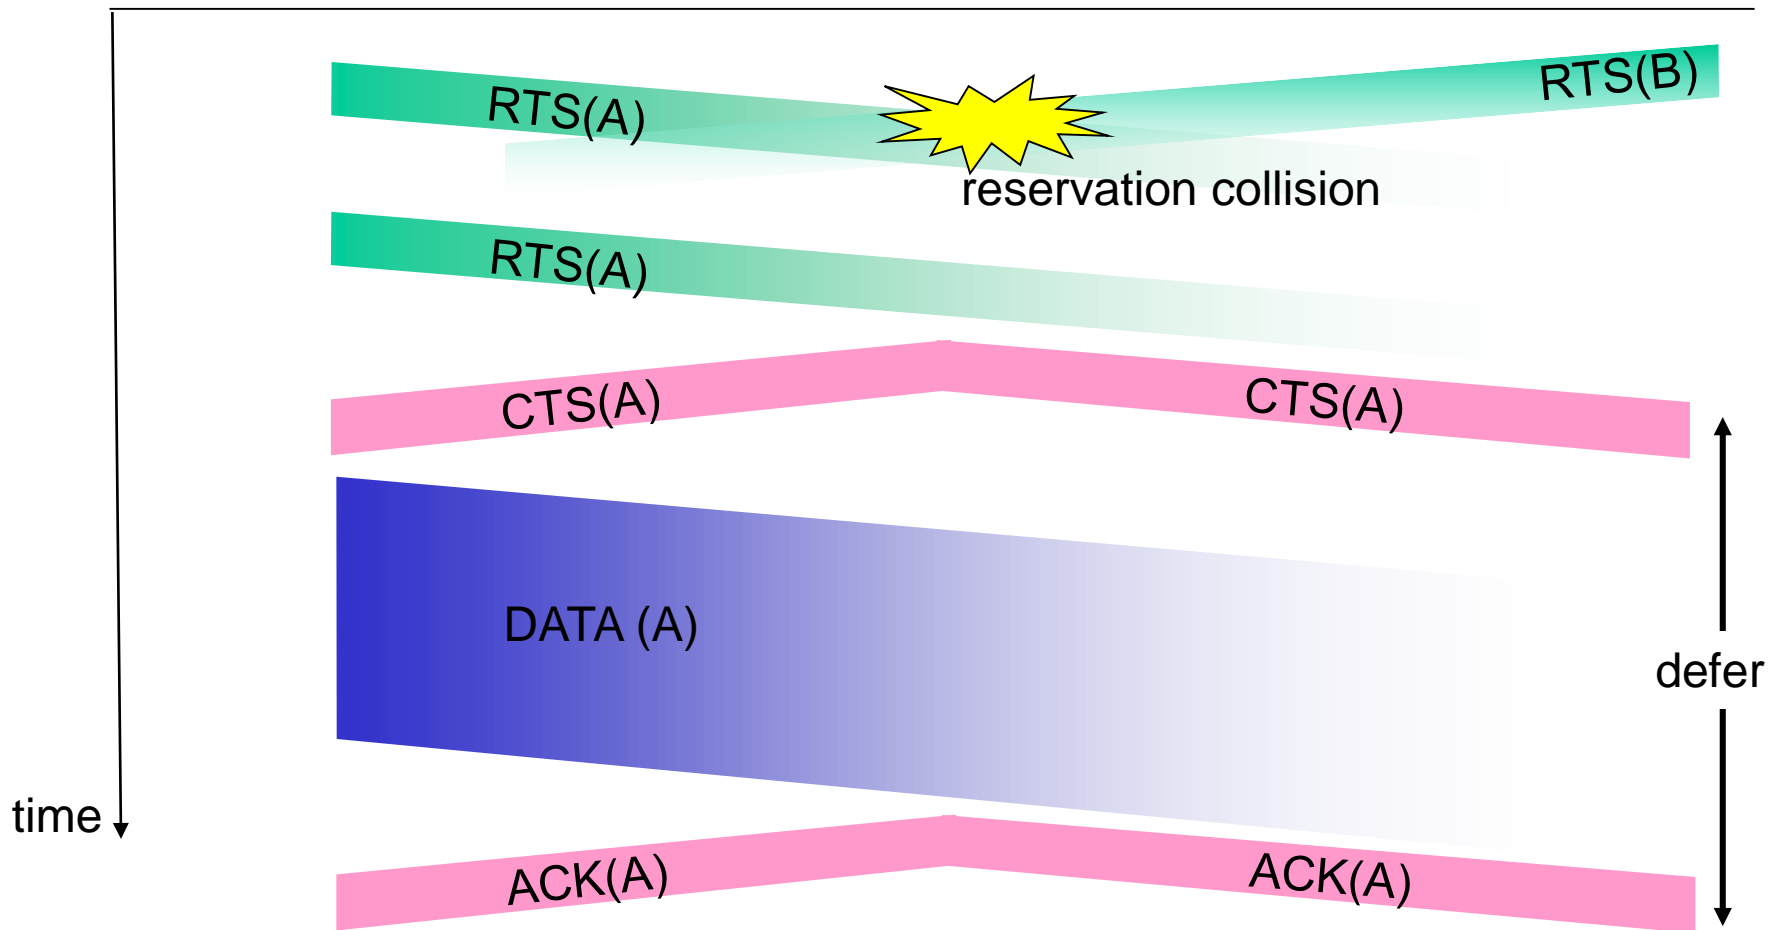 RTS(A)
RTS(B)
reservation collision
RTS(A)
CTS(A)
CTS(A)
DATA (A)
defer
time
ACK(A)
ACK(A)